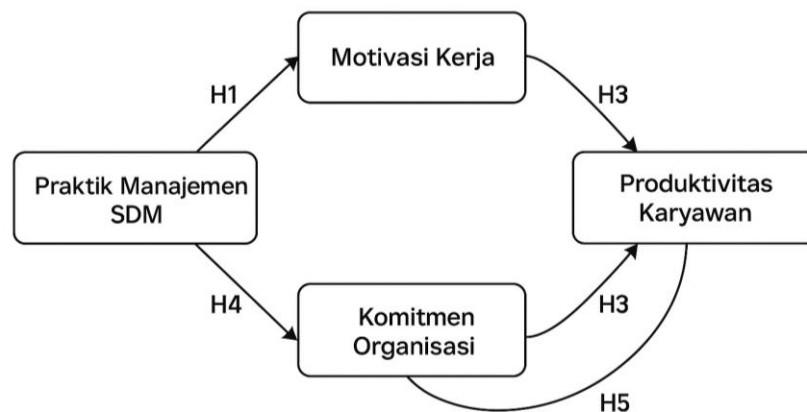 Motivasi Kerja
H1
H3
Praktik Manajemen
SDM
Produktivitas
Karyawan
H4
H3
Komitmen
Organisasi
H5